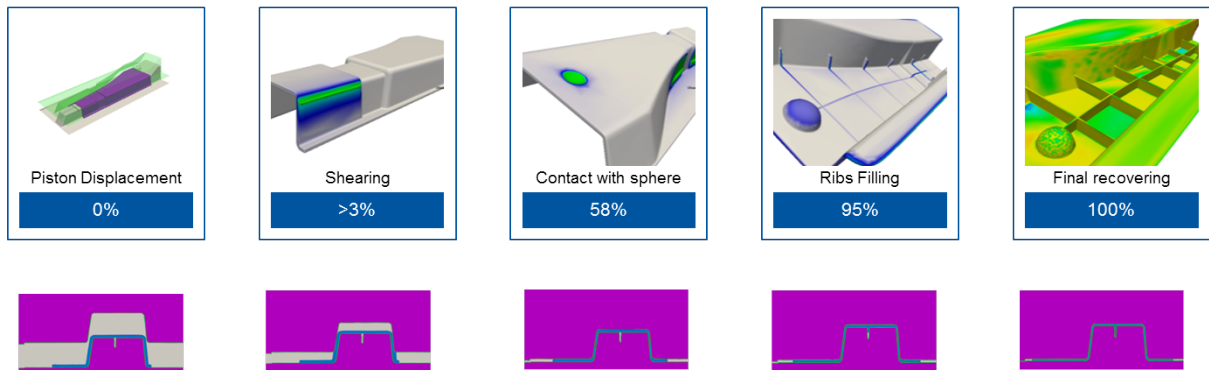 Piston Displacement
0%
Shearing
>3%
Contact with sphere
58%
Ribs Filling
95%
Final recovering
100%